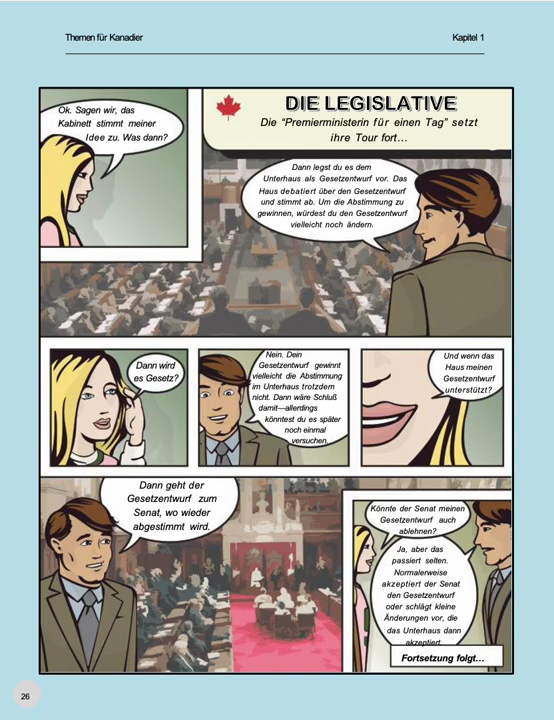 Themen für Kanadier
Kapitel 1
Ok. Sagen wir, das
Kabinett stimmt meiner
Idee zu. Was dann?
DIE LEGISLATIVE
Die “Premierministerin für einen Tag” setzt
ihre Tour fort…
Dann legst du es dem
Unterhaus als Gesetzentwurf vor. Das
Haus debatiert über den Gesetzentwurf
und stimmt ab. Um die Abstimmung zu
gewinnen, würdest du den Gesetzentwurf
vielleicht noch ändern.
Dann wird
es Gesetz?
Nein. Dein
Gesetzentwurf gewinnt
vielleicht die Abstimmung
im Unterhaus trotzdem
nicht. Dann wäre Schluß
damit—allerdings
könntest du es später
noch einmal
versuchen.
Und wenn das
Haus meinen
Gesetzentwurf
unterstützt?
Dann geht der
Gesetzentwurf zum
Senat, wo wieder
abgestimmt wird.
Könnte der Senat meinen
Gesetzentwurf auch
ablehnen?
Ja, aber das
passiert selten.
Normalerweise
akzeptiert der Senat
den Gesetzentwurf
oder schlägt kleine
Änderungen vor, die
das Unterhaus dann
akzeptiert.
Fortsetzung folgt…
26